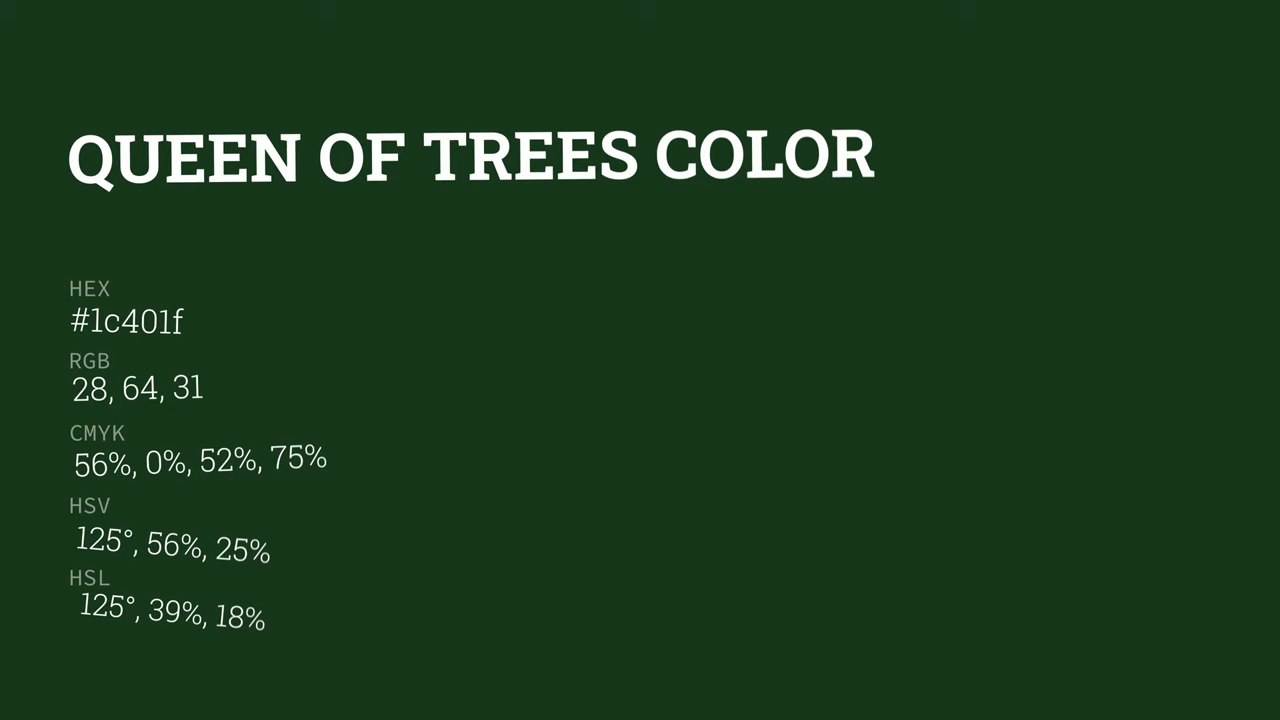 QUEEN OF TREES COLOR
HEX
#1c401f
RGB
28, 64, 31
CMYK
56%, 0%, 52%, 75%
HSV
125°, 56%, 25%
HSL
125°, 39%, 18%